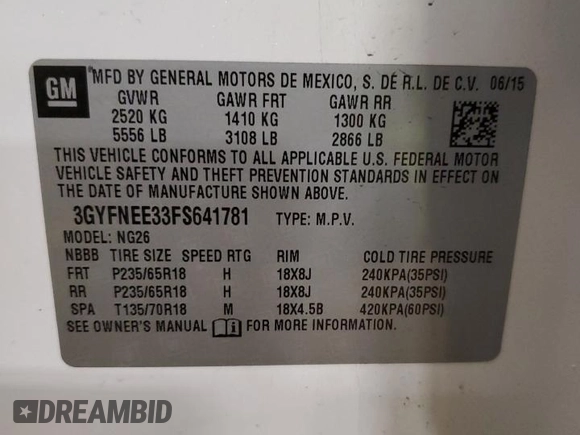 GM MFD BY GENERAL MOTORS DE MEXICO, S. DE R.L. DE C.V. 06/15
GVWR GAWR FRT GAWR RR
2520 KG 1410 KG 1300 KG
5556 LB 3108 LB 2866 LB
THIS VEHICLE CONFORMS TO ALL APPLICABLE U.S. FEDERAL MOTOR
VEHICLE SAFETY AND THEFT PREVENTION STANDARDS IN EFFECT ON
THE DATE OF MANUFACTURE SHOWN ABOVE.
3GYFNEE33FS641781 TYPE: M.P.V.
MODEL: NG26
NBBB TIRE SIZE SPEED RTG RIM COLD TIRE PRESSURE
FRT P235/65R18 H 18X8J 240KPA(35PSI)
RR P235/65R18 H 18X8J 240KPA(35PSI)
SPA T135/70R18 M 18X4.5B 420KPA(60PSI)
SEE OWNER'S MANUAL FOR MORE INFORMATION.
DREAMBID